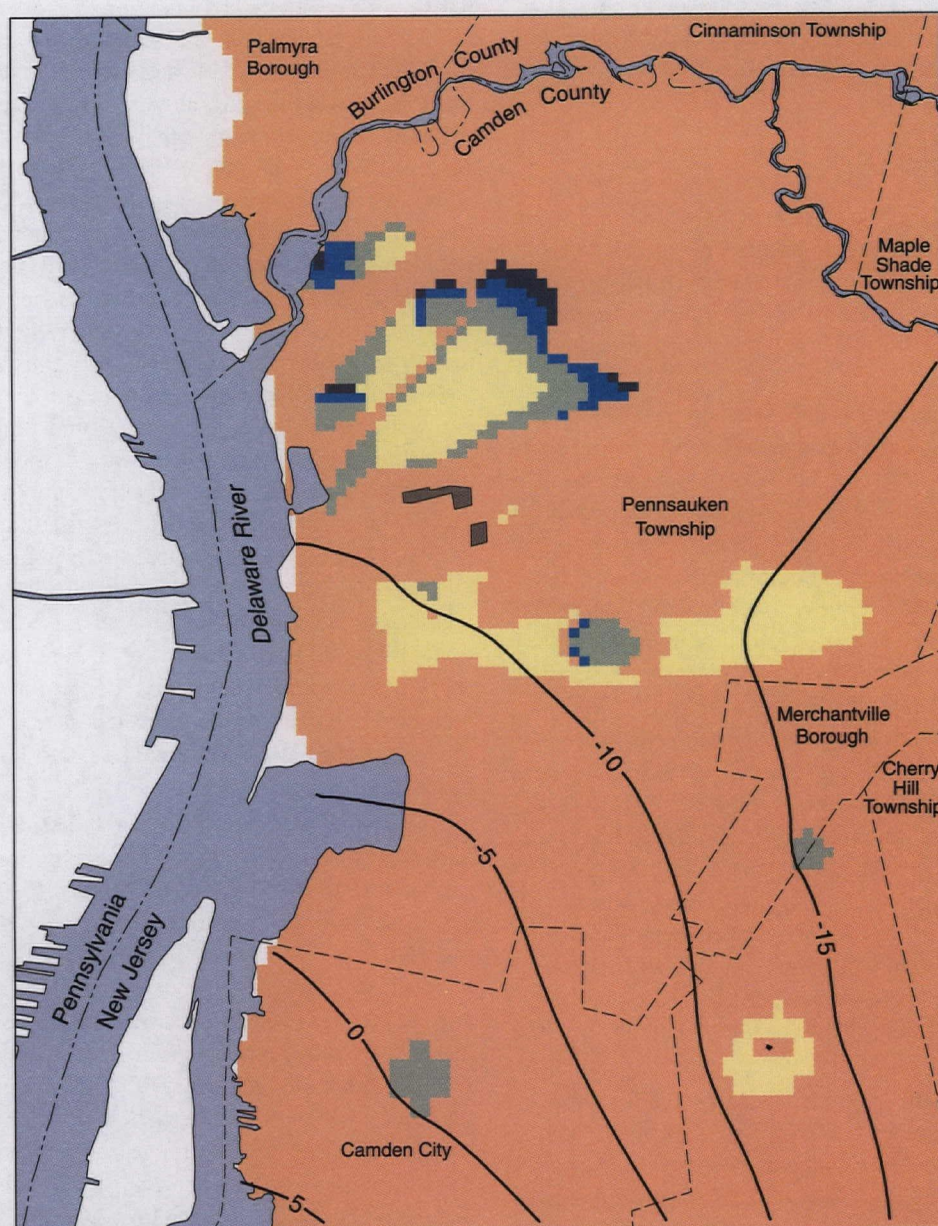 Palmyra
Borough
Burlington County
Camden County
Cinnaminson Township
Maple
Shade
Township
Pennsauken
Township
Delaware River
Merchantville
Borough
Cherry
Hill
Township
-10
-5
-15
Pennsylvania
New Jersey
0
Camden City
5